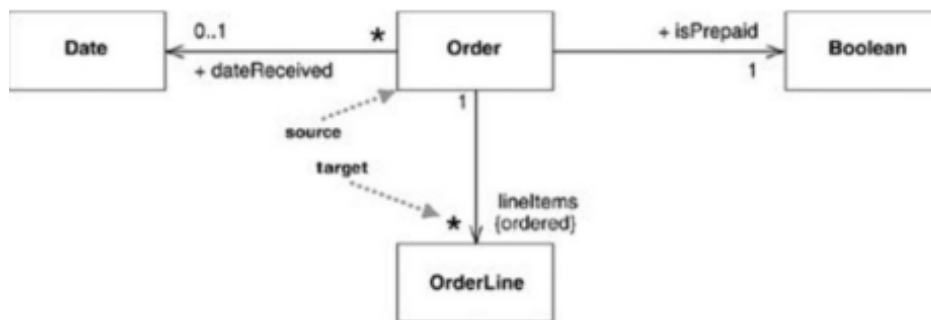 0..1
*
+ isPrepaid
Date
Order
Boolean
+ dateReceived
1
1
source
target
lineItems
*
{ordered}
OrderLine